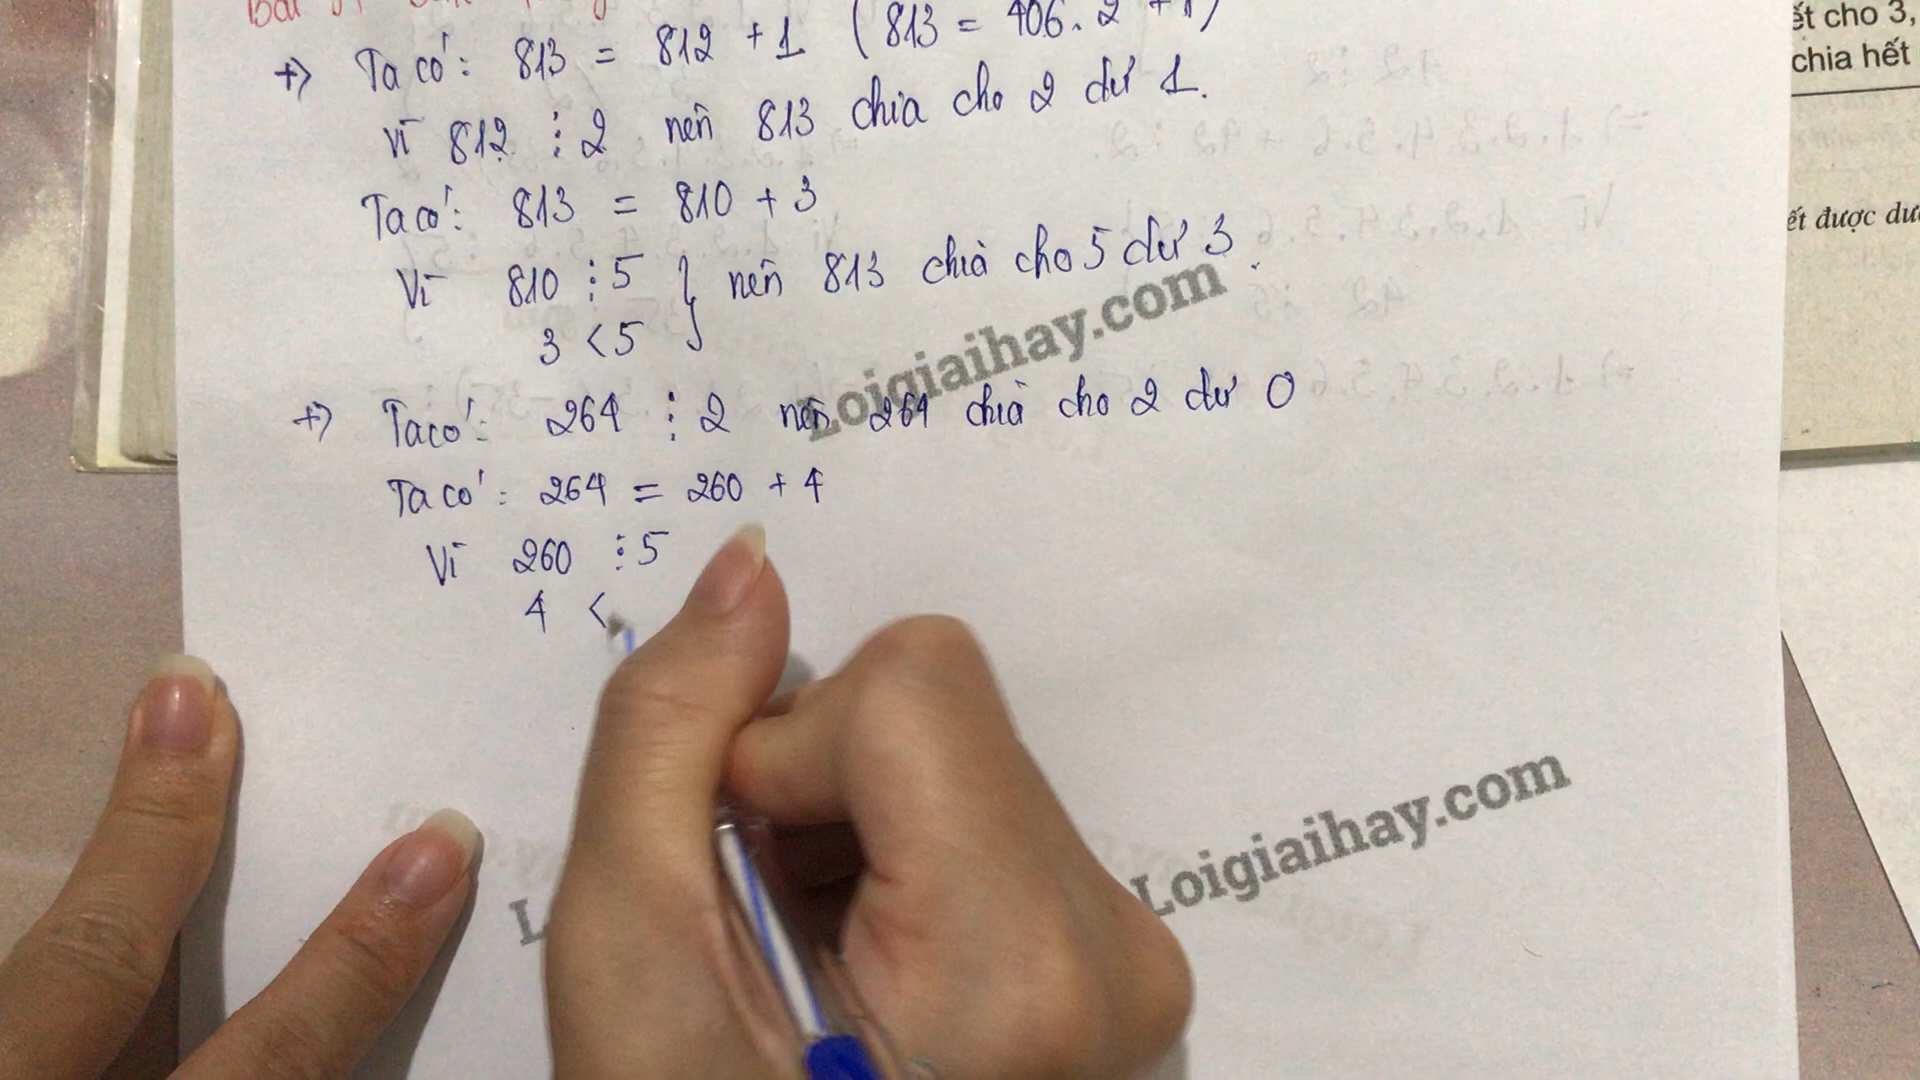 +) Ta có: 813 = 812 + 1 (813 = 406.2 + 1)
Vì 812 ⋮ 2 nên 813 chia cho 2 dư 1.
Ta có: 813 = 810 + 3
Vì 810 ⋮ 5 } nên 813 chia cho 5 dư 3.
3 < 5
+) Ta có: 264 ⋮ 2 nên 264 chia cho 2 dư 0
Ta có: 264 = 260 + 4
Vì 260 ⋮ 5
4 <
ết cho 3,
chia hết
ết được
Loigiaihay.com
Loigiaihay.com